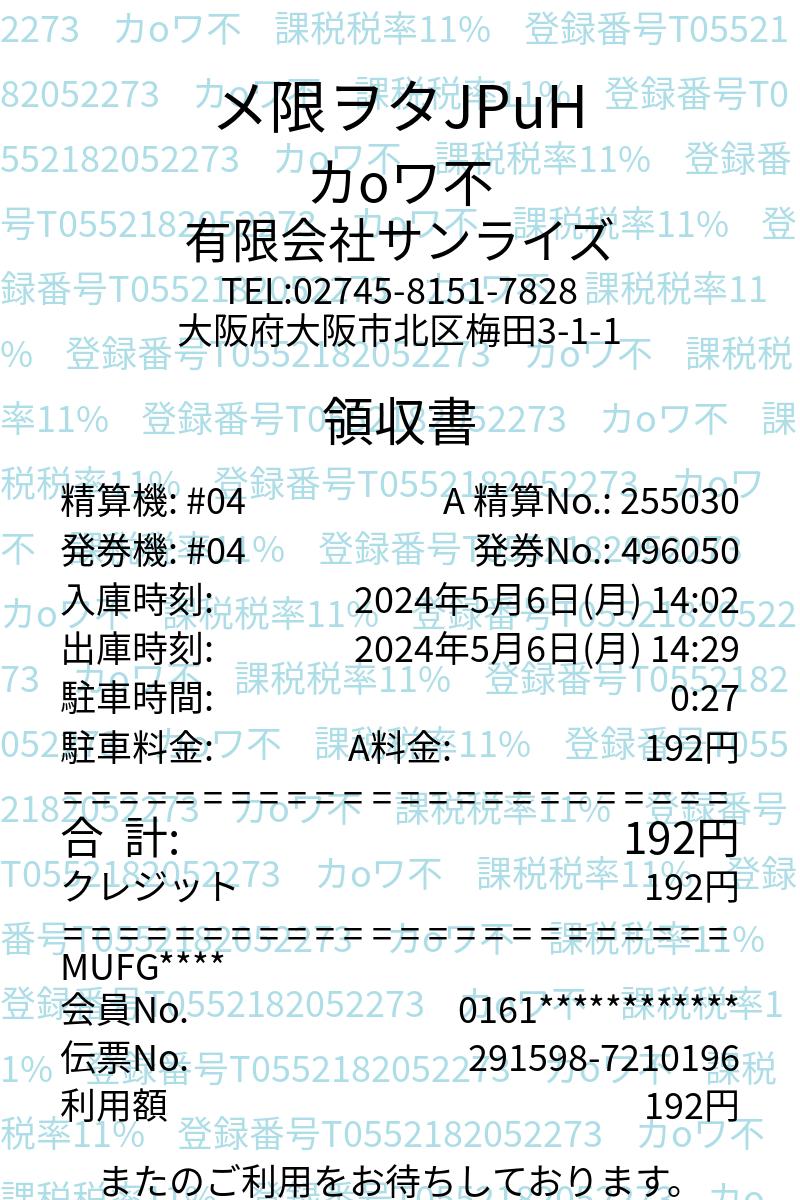 メ限ヲタJPuH
カoワ不
有限会社サンライズ
TEL:02745-8151-7828
大阪府大阪市北区梅田3-1-1
領収書
精算機: #04 A 精算No.: 255030
発券機: #04 発券No.: 496050
入庫時刻: 2024年5月6日(月) 14:02
出庫時刻: 2024年5月6日(月) 14:29
駐車時間: 0:27
駐車料金: A料金: 192円
========================
合 計: 192円
クレジット 192円
========================
MUFG****
会員No. 0161************
伝票No. 291598-7210196
利用額 192円
またのご利用をお待ちしております。
2273 カoワ不 課税税率11% 登録番号T05521
82052273 カoワ不 課税税率11% 登録番号T0
552182052273 カoワ不 課税税率11% 登録番
号T0552182052273 カoワ不 課税税率11% 登
録番号T0552182052273 カoワ不 課税税率11
% 登録番号T0552182052273 カoワ不 課税税
率11% 登録番号T0552182052273 カoワ不 課
税税率11% 登録番号T0552182052273 カoワ
不 課税税率11% 登録番号T0552182052273
カoワ不 課税税率11% 登録番号T05521820522
73 カoワ不 課税税率11% 登録番号T0552182
052273 カoワ不 課税税率11% 登録番号T055
2182052273 カoワ不 課税税率11% 登録番号
T0552182052273 カoワ不 課税税率11% 登録
番号T0552182052273 カoワ不 課税税率11%
登録番号T0552182052273 カoワ不 課税税率1
1% 登録番号T0552182052273 カoワ不 課税
税率11% 登録番号T0552182052273 カoワ不